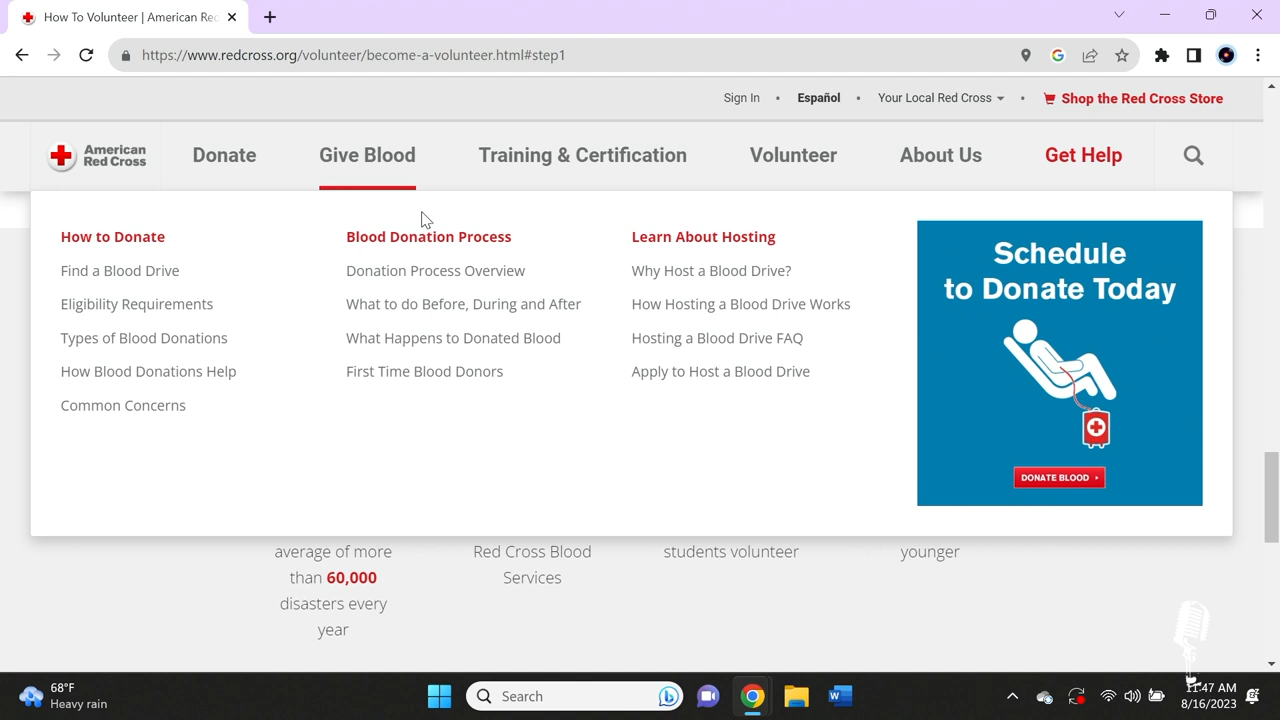 How To Volunteer | American Red
https://www.redcross.org/volunteer/become-a-volunteer.html#step1
Sign In • Español • Your Local Red Cross • Shop the Red Cross Store
American
Red Cross
Donate
Give Blood
Training & Certification
Volunteer
About Us
Get Help
How to Donate
Find a Blood Drive
Eligibility Requirements
Types of Blood Donations
How Blood Donations Help
Common Concerns
Blood Donation Process
Donation Process Overview
What to do Before, During and After
What Happens to Donated Blood
First Time Blood Donors
Learn About Hosting
Why Host a Blood Drive?
How Hosting a Blood Drive Works
Hosting a Blood Drive FAQ
Apply to Host a Blood Drive
Schedule
to Donate Today
DONATE BLOOD
average of more
than 60,000
disasters every
year
Red Cross Blood
Services
students volunteer
younger
68°F
Heavy rain
Search
11:47 AM
8/16/2023